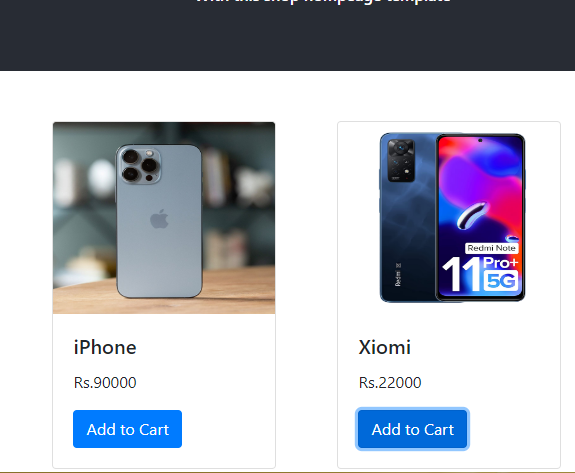 With this shop hompeage template
iPhone
Rs.90000
Add to Cart
Redmi
Redmi Note
11 Pro+
5G
Xiomi
Rs.22000
Add to Cart